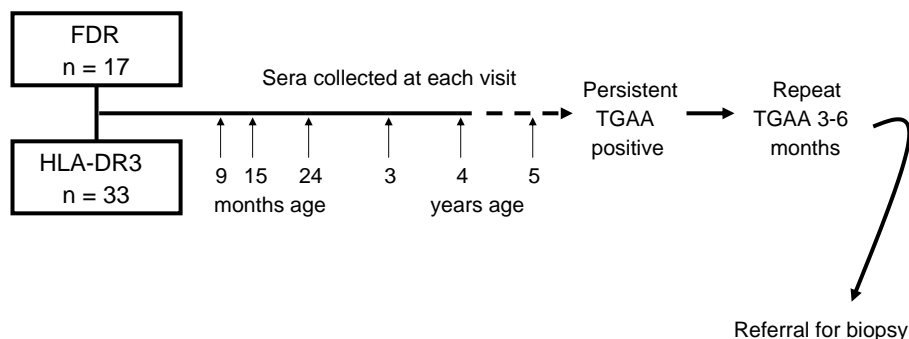 FDR
n = 17
HLA-DR3
n = 33
Sera collected at each visit
9 15 24 3 4 5
months age years age
Persistent
TGAA
positive
Repeat
TGAA 3-6
months
Referral for biopsy